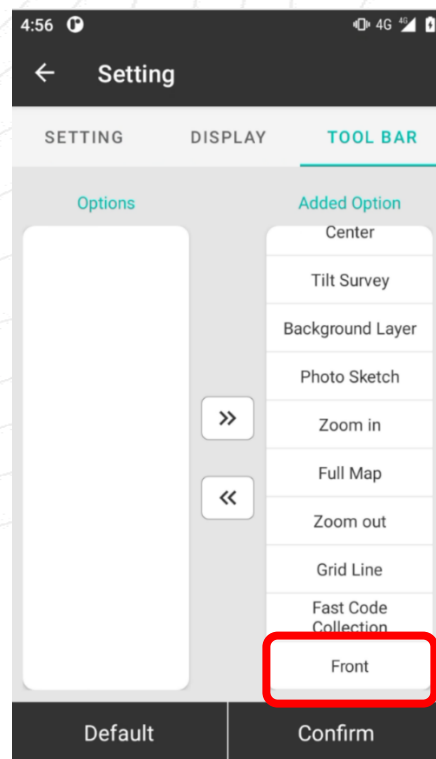 4:56 4G 4G
Setting
SETTING DISPLAY TOOL BAR
Options Added Option
Center
Tilt Survey
Background Layer
Photo Sketch
Zoom in
Full Map
Zoom out
Grid Line
Fast Code
Collection
Front
Default Confirm